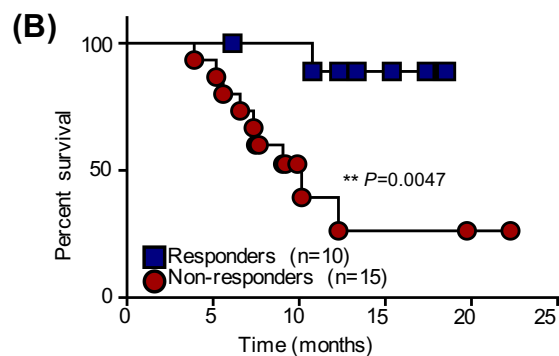 (B)
100
50
0
Percent survival
** P=0.0047
Responders (n=10)
Non-responders (n=15)
0 5 10 15 20 25
Time (months)